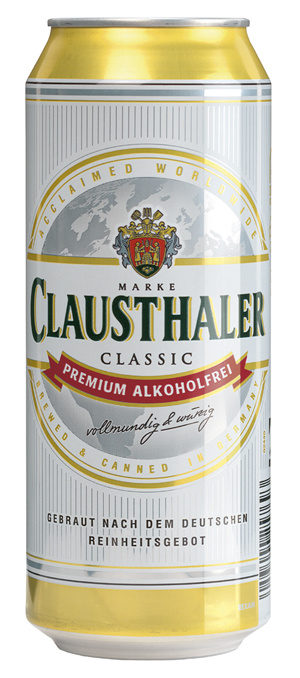 ACCLAIMED WORLDWIDE
MARKE
CLAUSTHALER
CLASSIC
PREMIUM ALKOHOLFREI
vollmundig & würzig
BREWED & CANNED IN GERMANY
GEBRAUT NACH DEM DEUTSCHEN
REINHEITSGEBOT